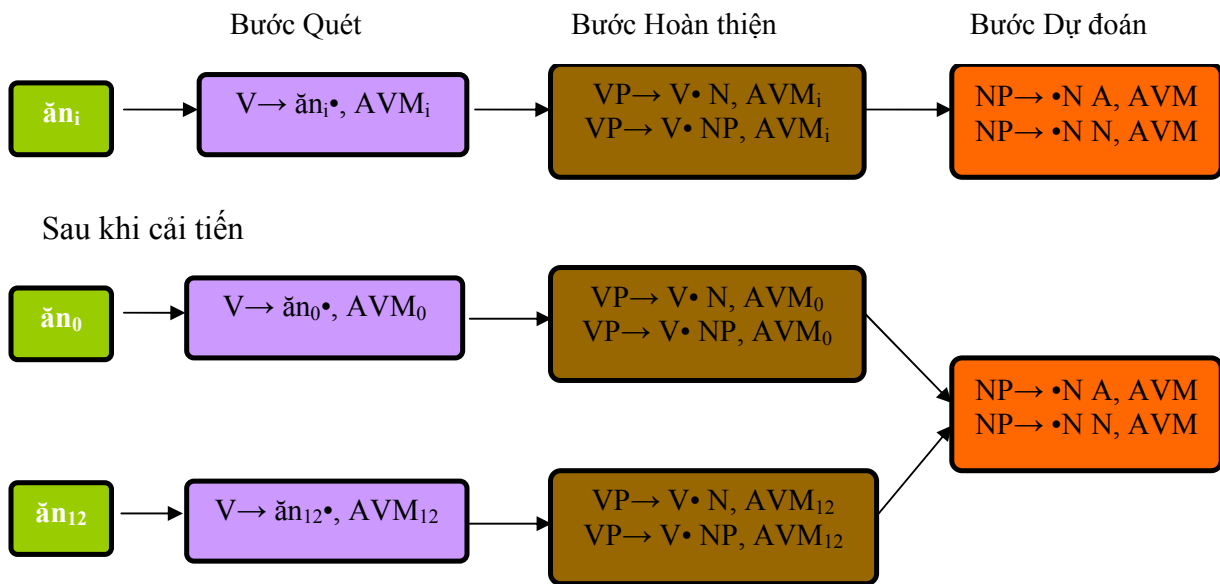 Bước Quét Bước Hoàn thiện Bước Dự đoán
ănᵢ
V→ ănᵢ•, AVMᵢ
VP→ V• N, AVMᵢ
VP→ V• NP, AVMᵢ
NP→ •N A, AVM
NP→ •N N, AVM
Sau khi cải tiến
ăn₀
V→ ăn₀•, AVM₀
VP→ V• N, AVM₀
VP→ V• NP, AVM₀
NP→ •N A, AVM
NP→ •N N, AVM
ăn₁₂
V→ ăn₁₂•, AVM₁₂
VP→ V• N, AVM₁₂
VP→ V• NP, AVM₁₂